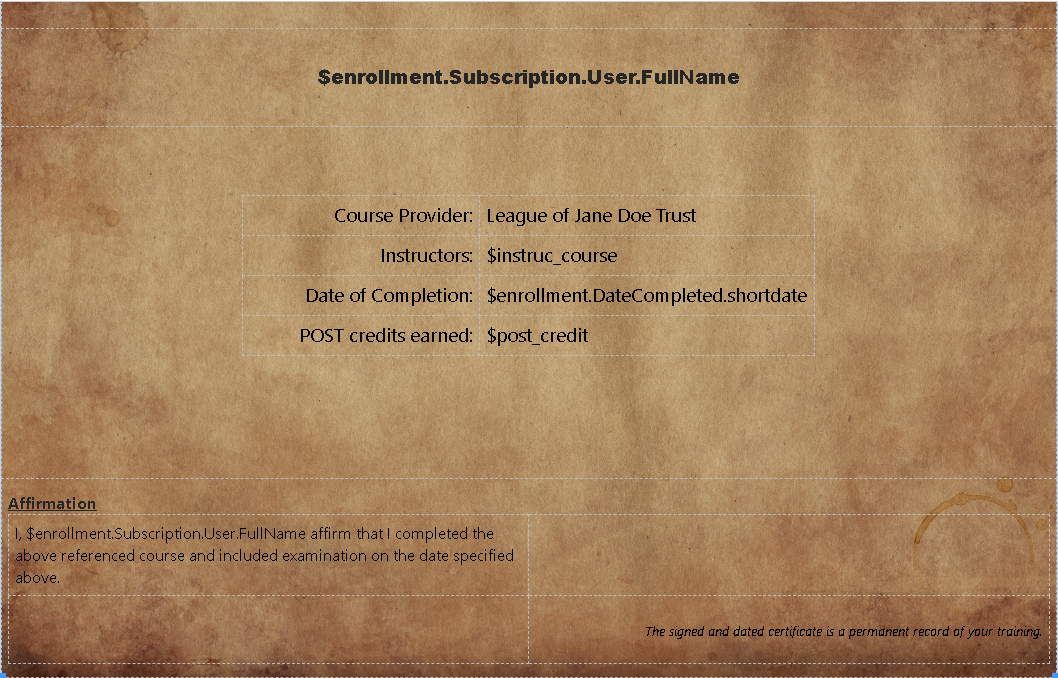 $enrollment.Subscription.User.FullName
Course Provider: League of Jane Doe Trust
Instructors: $instruc_course
Date of Completion: $enrollment.DateCompleted.shortdate
POST credits earned: $post_credit
Affirmation
I, $enrollment.Subscription.User.FullName affirm that I completed the
above referenced course and included examination on the date specified
above.
The signed and dated certificate is a permanent record of your training.